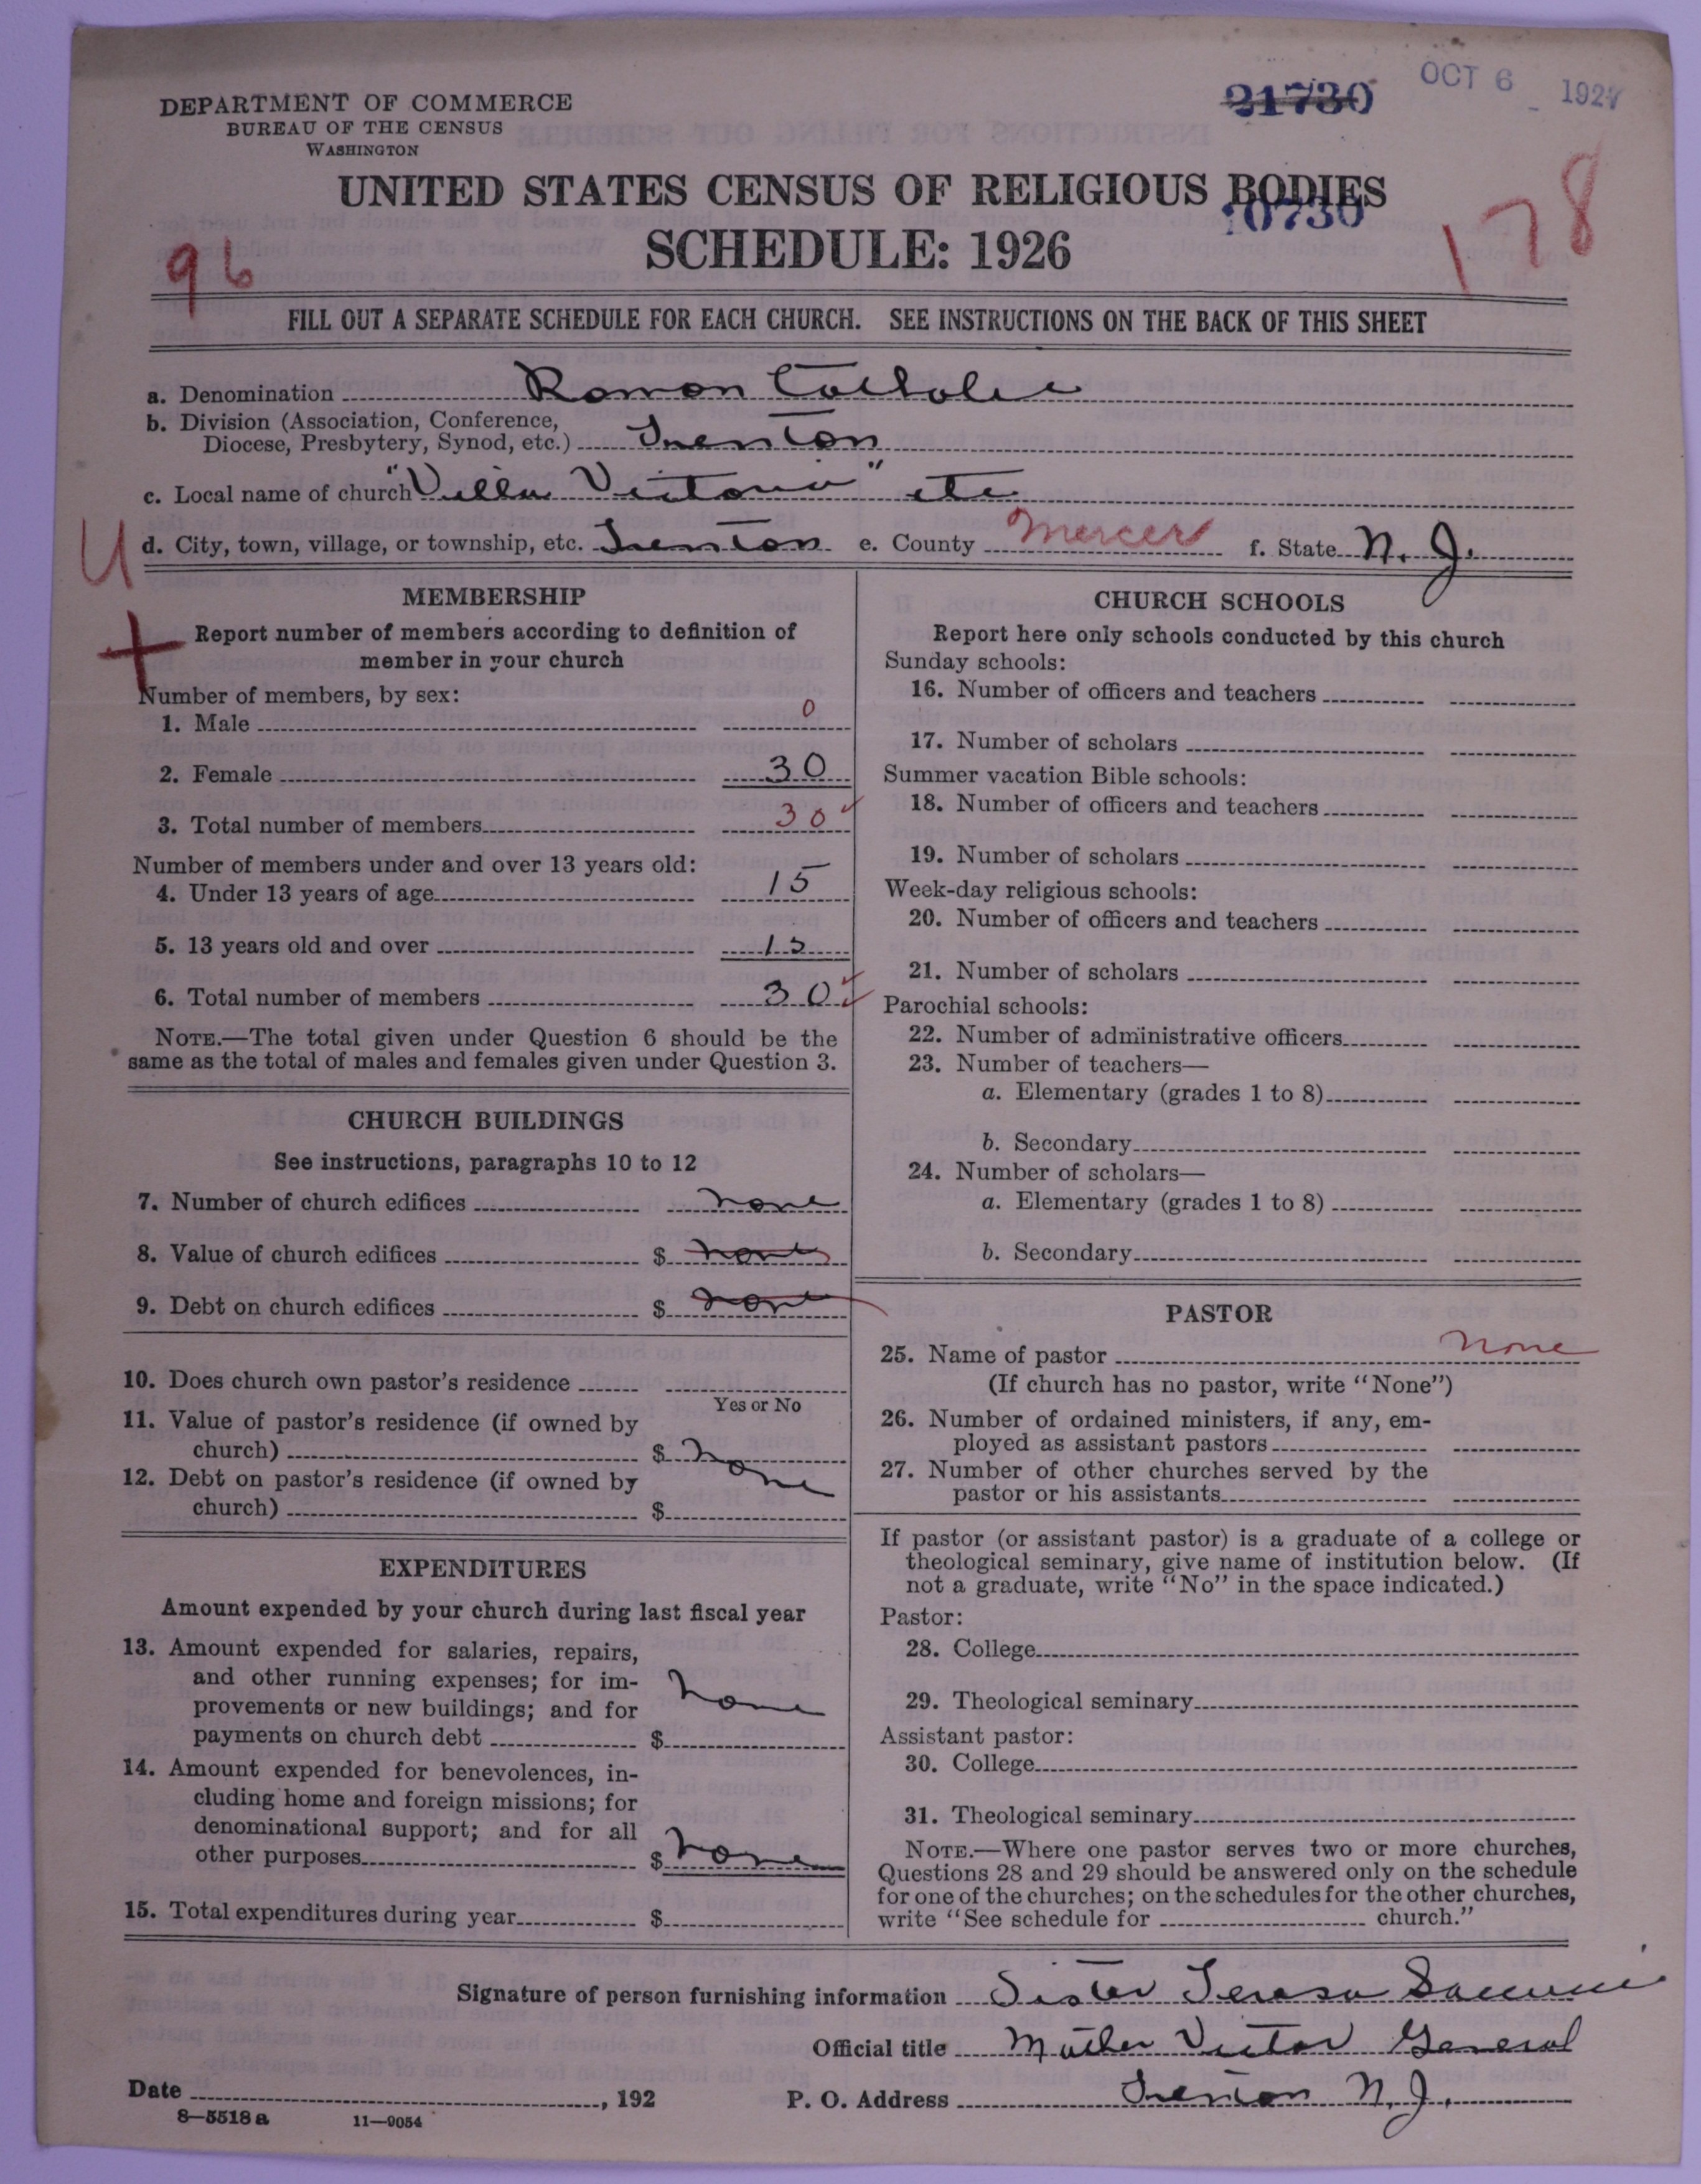 DEPARTMENT OF COMMERCE
BUREAU OF THE CENSUS
WASHINGTON
21730
OCT 6 1927
UNITED STATES CENSUS OF RELIGIOUS BODIES
10730
SCHEDULE: 1926
96
178
FILL OUT A SEPARATE SCHEDULE FOR EACH CHURCH. SEE INSTRUCTIONS ON THE BACK OF THIS SHEET
a. Denomination Roman Catholic
b. Division (Association, Conference,
Diocese, Presbytery, Synod, etc.) Trenton
c. Local name of church "Villa Victoria" etc
U
d. City, town, village, or township, etc. Trenton e. County Mercer f. State N. J.
MEMBERSHIP
+
Report number of members according to definition of
member in your church
Number of members, by sex:
1. Male 0
2. Female 30
3. Total number of members 30 ✓
Number of members under and over 13 years old:
4. Under 13 years of age 15
5. 13 years old and over 15
6. Total number of members 30 ✓
NOTE.—The total given under Question 6 should be the
same as the total of males and females given under Question 3.
CHURCH BUILDINGS
See instructions, paragraphs 10 to 12
7. Number of church edifices none
8. Value of church edifices $ none
9. Debt on church edifices $ none
10. Does church own pastor's residence
Yes or No
11. Value of pastor's residence (if owned by
church) $ None
12. Debt on pastor's residence (if owned by
church) $
EXPENDITURES
Amount expended by your church during last fiscal year
13. Amount expended for salaries, repairs,
and other running expenses; for im-
provements or new buildings; and for
payments on church debt $ none
14. Amount expended for benevolences, in-
cluding home and foreign missions; for
denominational support; and for all
other purposes $ none
15. Total expenditures during year $
CHURCH SCHOOLS
Report here only schools conducted by this church
Sunday schools:
16. Number of officers and teachers
17. Number of scholars
Summer vacation Bible schools:
18. Number of officers and teachers
19. Number of scholars
Week-day religious schools:
20. Number of officers and teachers
21. Number of scholars
Parochial schools:
22. Number of administrative officers
23. Number of teachers—
a. Elementary (grades 1 to 8)
b. Secondary
24. Number of scholars—
a. Elementary (grades 1 to 8)
b. Secondary
PASTOR
25. Name of pastor None
(If church has no pastor, write "None")
26. Number of ordained ministers, if any, em-
ployed as assistant pastors
27. Number of other churches served by the
pastor or his assistants
If pastor (or assistant pastor) is a graduate of a college or
theological seminary, give name of institution below. (If
not a graduate, write "No" in the space indicated.)
Pastor:
28. College
29. Theological seminary
Assistant pastor:
30. College
31. Theological seminary
NOTE.—Where one pastor serves two or more churches,
Questions 28 and 29 should be answered only on the schedule
for one of the churches; on the schedules for the other churches,
write "See schedule for church."
Signature of person furnishing information Sister Teresa
Official title Mother General
Date , 192 P. O. Address Trenton N. J.
8—5518 a 11—9054